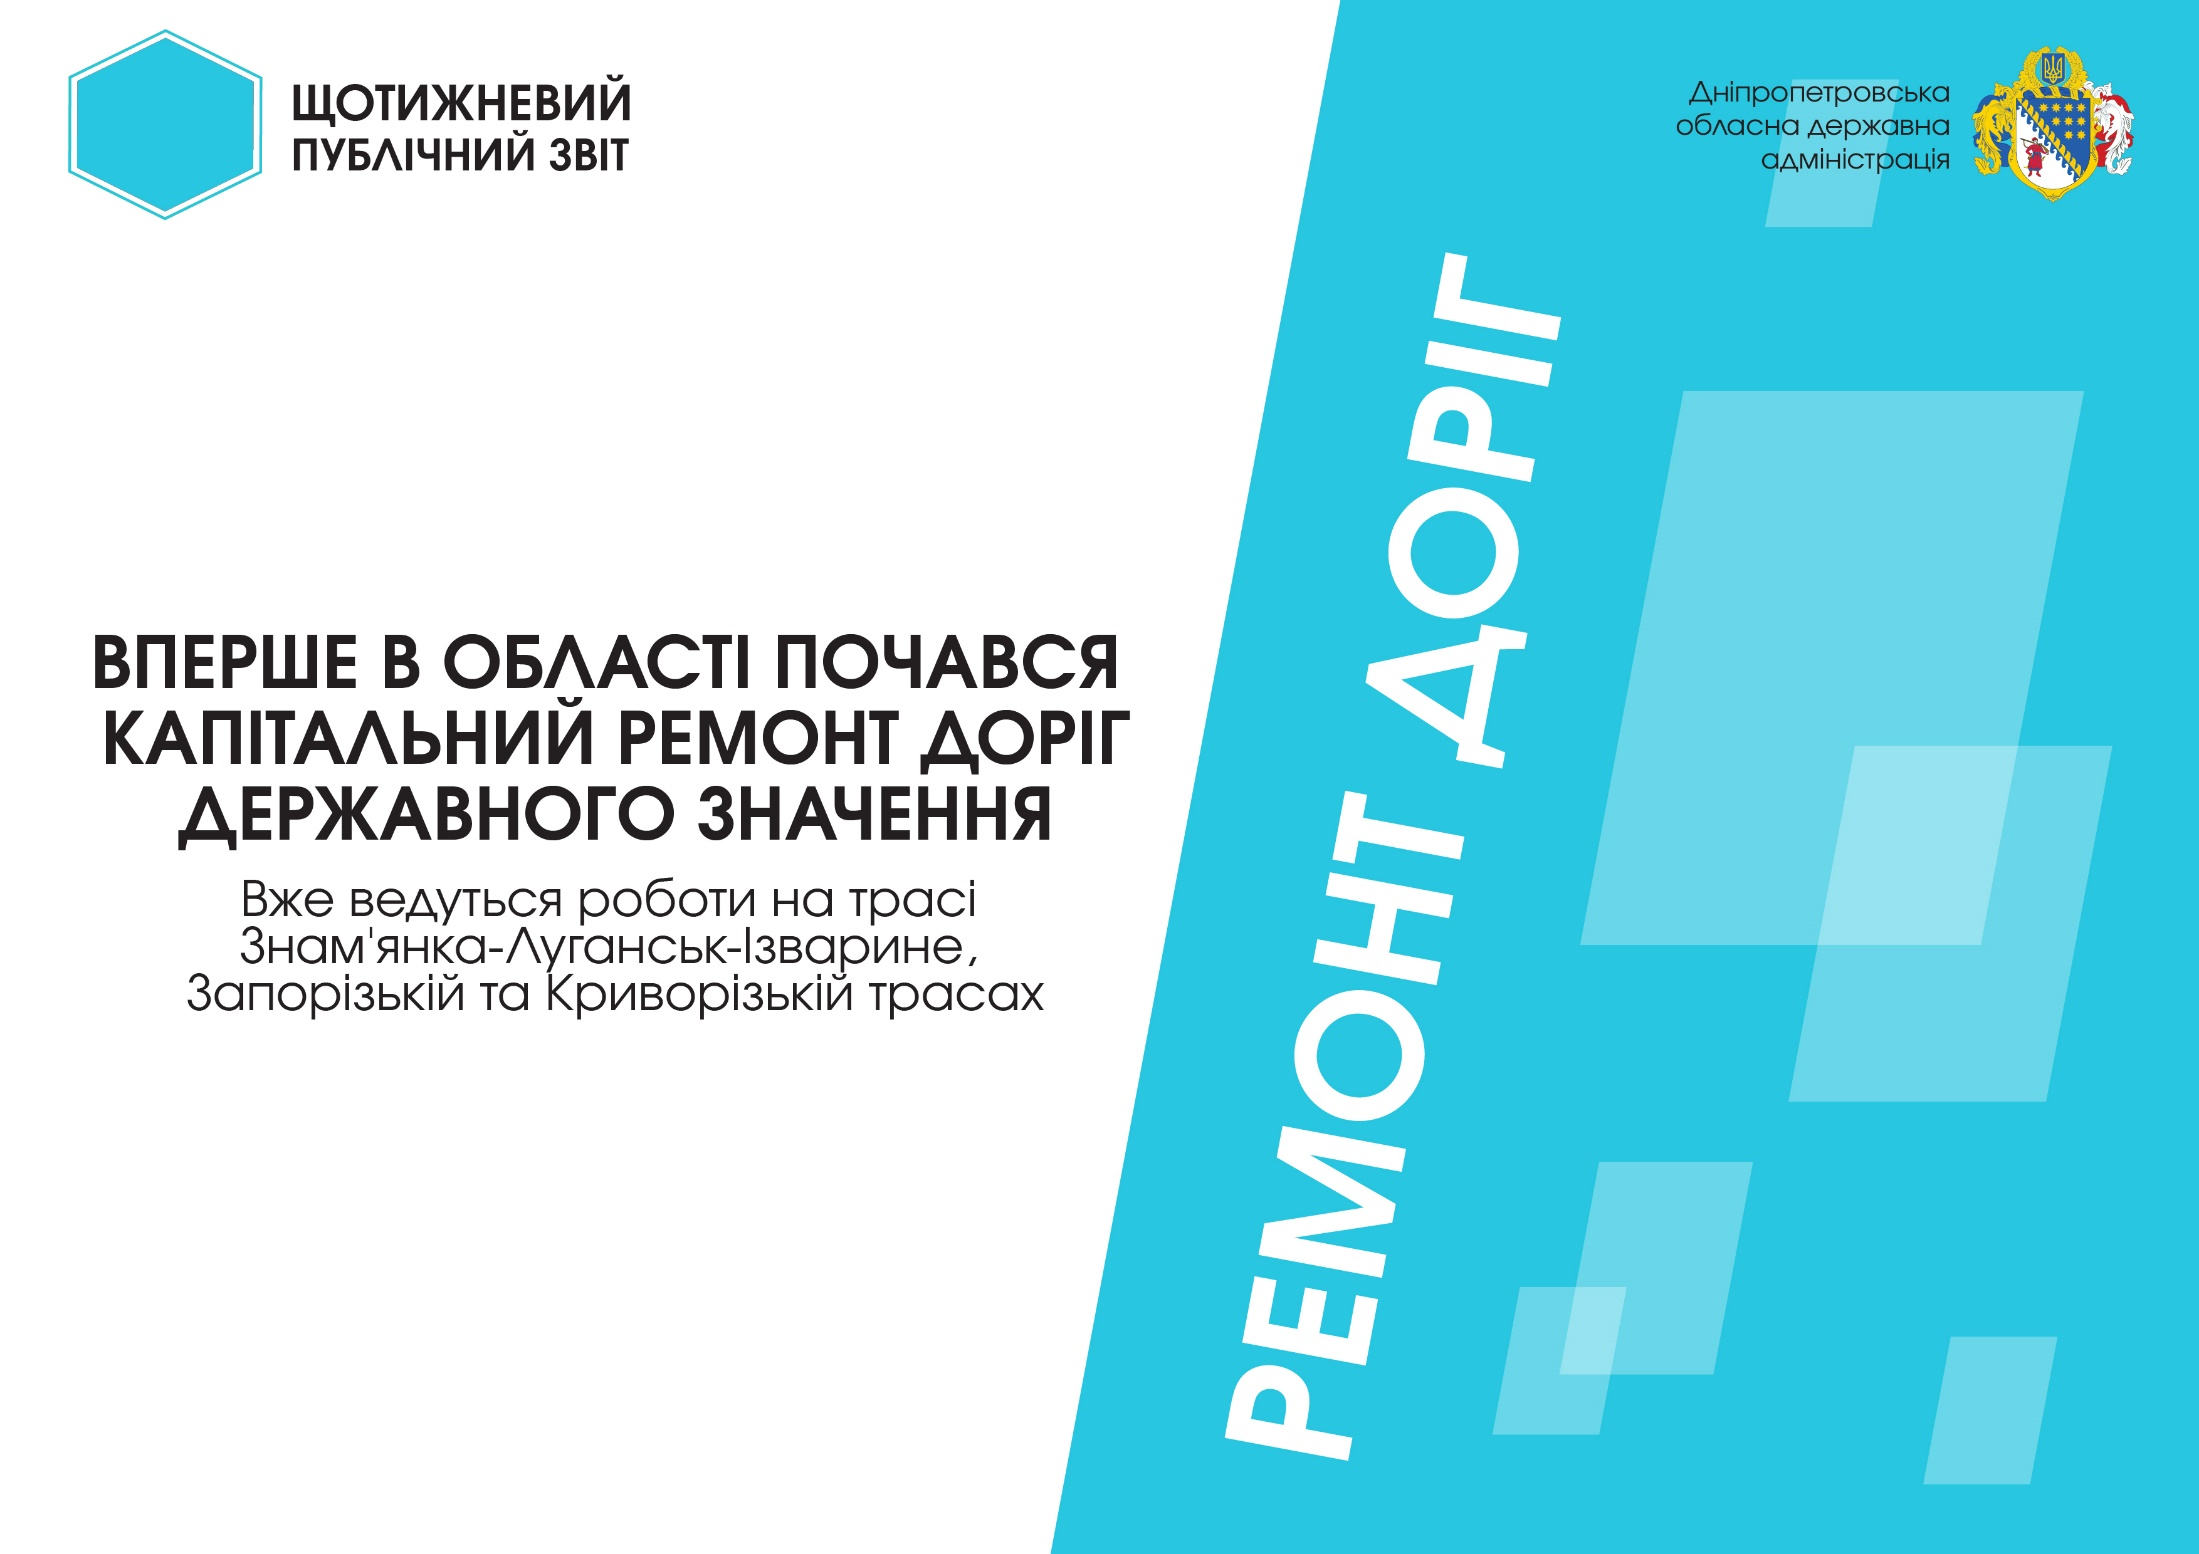 ЩОТИЖНЕВИЙ
ПУБЛІЧНИЙ ЗВІТ
Дніпропетровська
обласна державна
адміністрація
ВПЕРШЕ В ОБЛАСТІ ПОЧАВСЯ
КАПІТАЛЬНИЙ РЕМОНТ ДОРІГ
ДЕРЖАВНОГО ЗНАЧЕННЯ
Вже ведуться роботи на трасі
Знам'янка-Луганськ-Ізварине,
Запорізькій та Криворізькій трасах
РЕМОНТ ДОРІГ